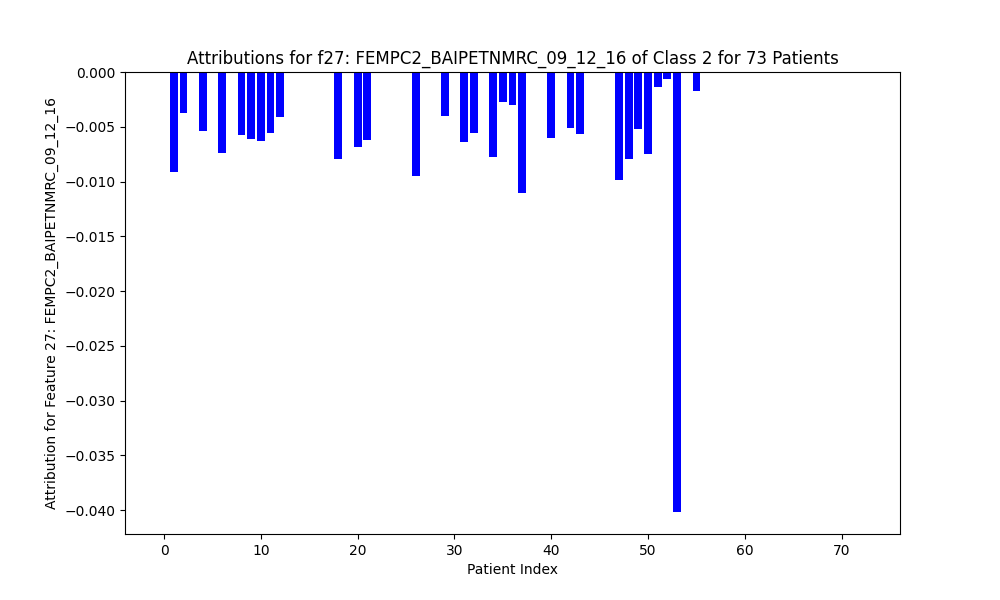 Attributions for f27: FEMPC2_BAIPETNMRC_09_12_16 of Class 2 for 73 Patients
Attribution for Feature 27: FEMPC2_BAIPETNMRC_09_12_16
0.000
−0.005
−0.010
−0.015
−0.020
−0.025
−0.030
−0.035
−0.040
0 10 20 30 40 50 60 70
Patient Index